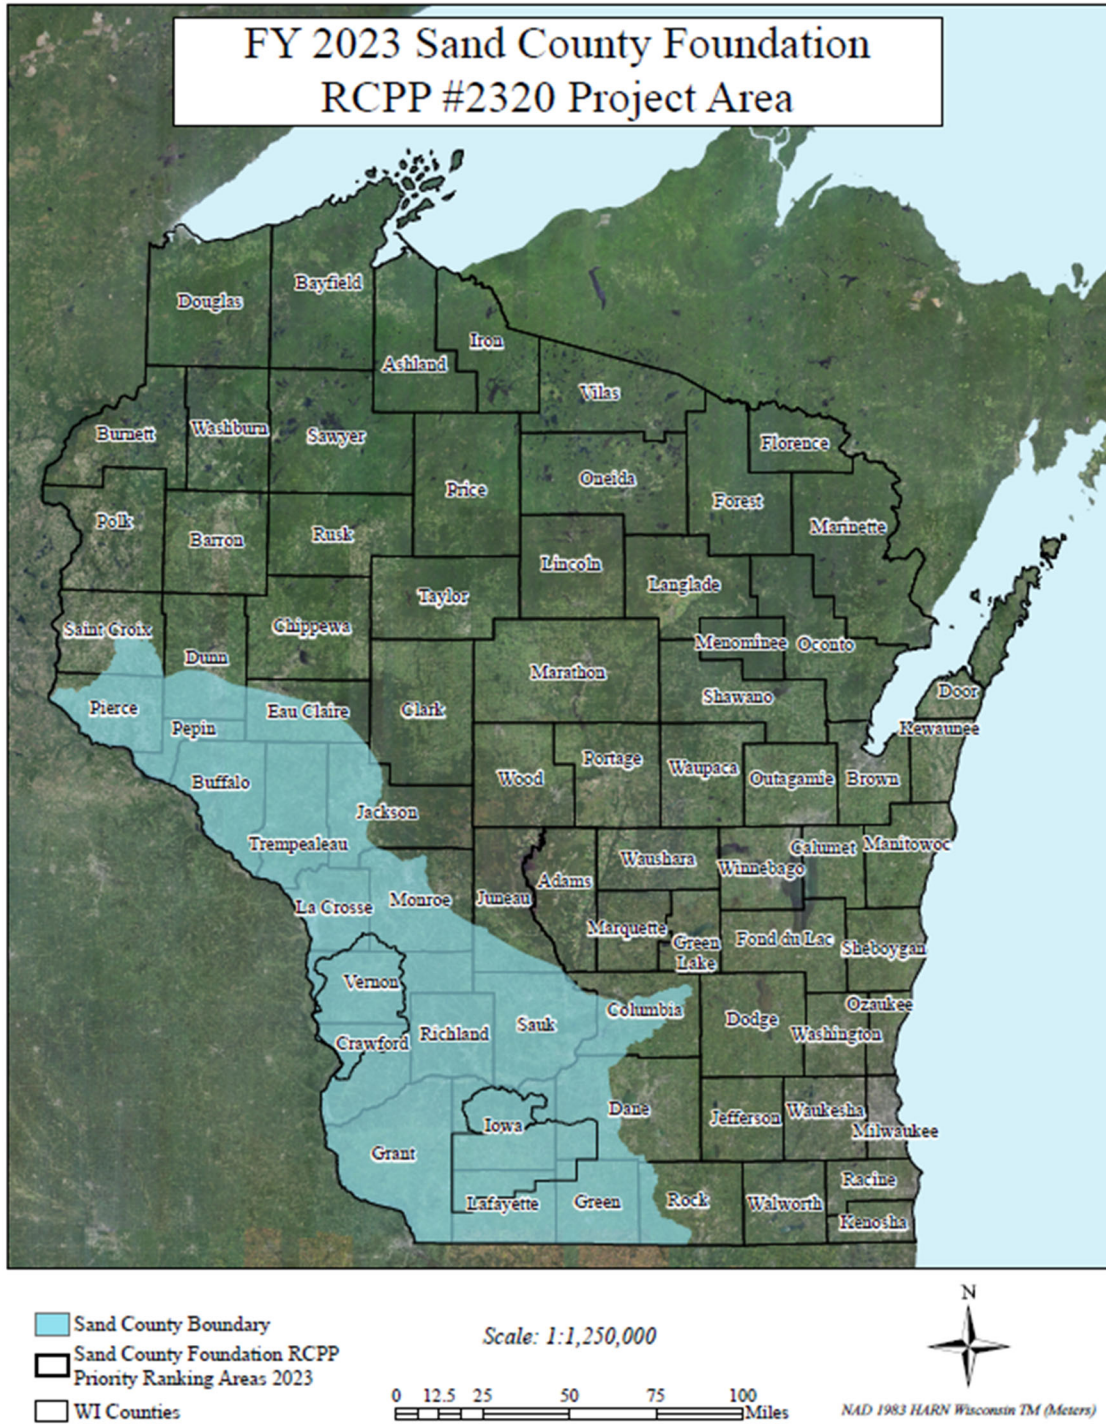 FY 2023 Sand County Foundation
RCPP #2320 Project Area
Bayfield
Douglas
Iron
Ashland
Vilas
Burnett
Washburn
Sawyer
Florence
Oneida
Price
Forest
Polk
Marinette
Barron
Rusk
Lincoln
Langlade
Taylor
Saint Croix
Chippewa
Menominee
Oconto
Dunn
Marathon
Door
Shawano
Pierce
Eau Claire
Clark
Pepin
Kewaunee
Portage
Waupaca
Wood
Outagamie
Brown
Buffalo
Jackson
Trempealeau
Calumet
Manitowoc
Waushara
Winnebago
Adams
Monroe
Juneau
La Crosse
Marquette
Fond du Lac
Green
Lake
Sheboygan
Vernon
Ozaukee
Columbia
Dodge
Sauk
Richland
Washington
Crawford
Dane
Waukesha
Jefferson
Iowa
Milwaukee
Grant
Racine
Lafayette
Green
Rock
Walworth
Kenosha
N
Sand County Boundary
Sand County Foundation RCPP
Priority Ranking Areas 2023
WI Counties
Scale: 1:1,250,000
0 12.5 25 50 75 100
Miles
NAD 1983 HARN Wisconsin TM (Meters)